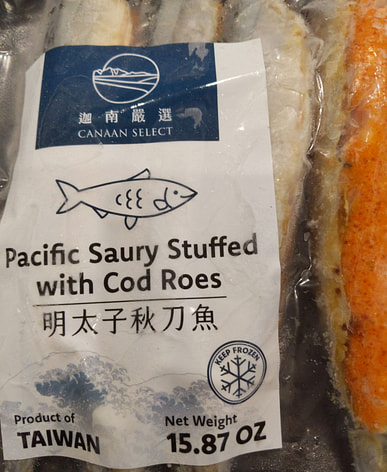 迦南嚴選
CANAAN SELECT
Pacific Saury Stuffed
with Cod Roes
明太子秋刀魚
KEEP FROZEN
Product of
TAIWAN
Net Weight
15.87 OZ